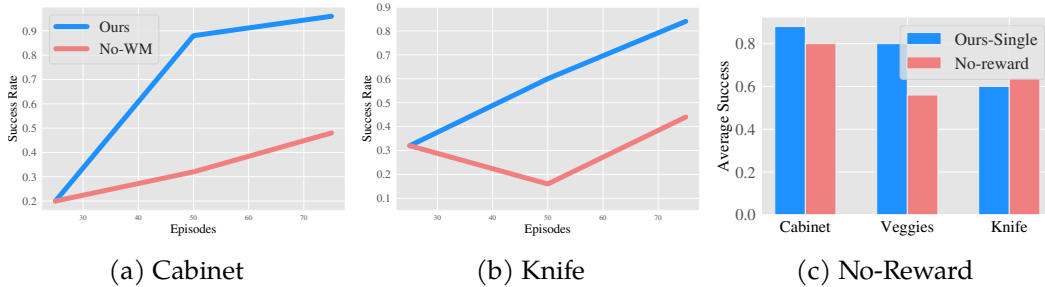 Ours
No-WM
Success Rate
0.9
0.8
0.7
0.6
0.5
0.4
0.3
0.2
30 40 50 60 70
Episodes
(a) Cabinet
Success Rate
0.9
0.8
0.7
0.6
0.5
0.4
0.3
0.2
0.1
30 40 50 60 70
Episodes
(b) Knife
Ours-Single
No-reward
Average Success
0.8
0.6
0.4
0.2
0.0
Cabinet Veggies Knife
(c) No-Reward